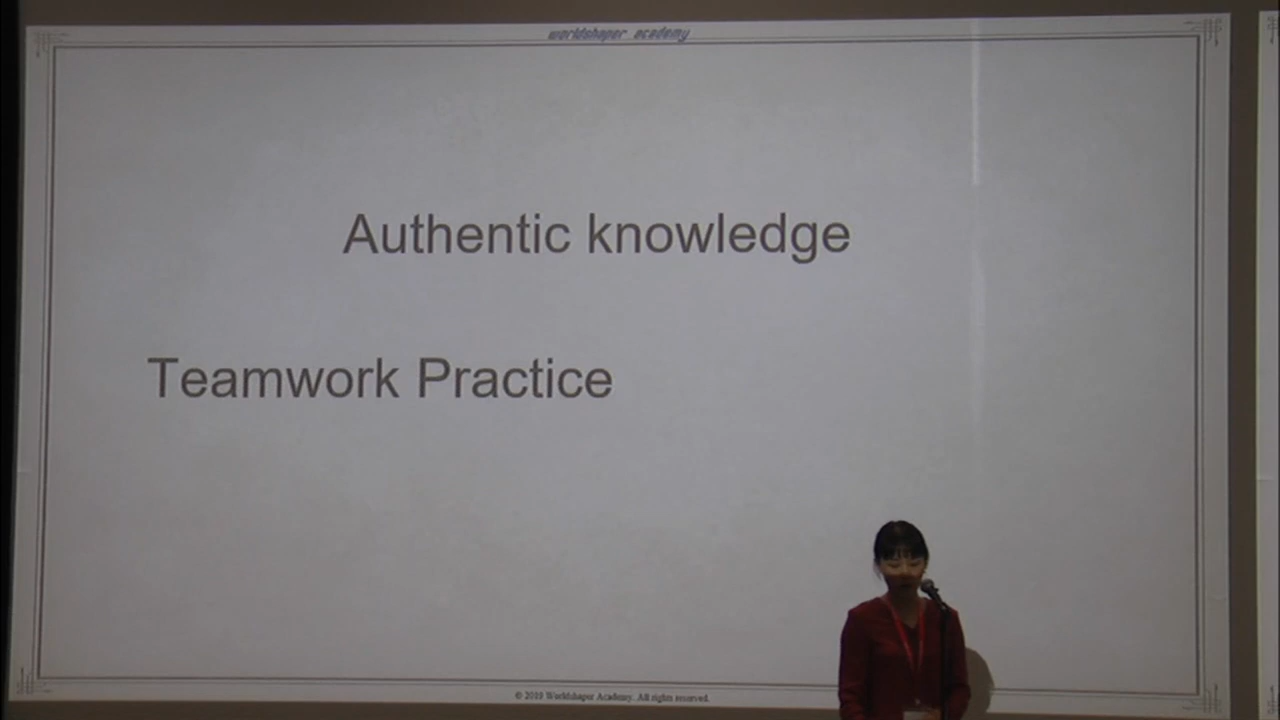 worldshaper academy
Authentic knowledge
Teamwork Practice
© 2019 Worldshaper Academy. All rights reserved.